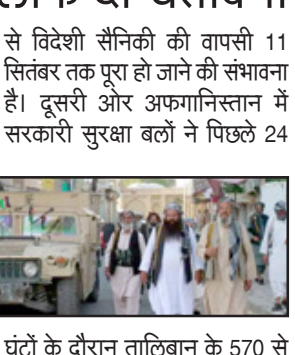 से विदेशी सैनिकी की वापसी 11
सितंबर तक पूरा हो जाने की संभावना
है। दूसरी ओर अफगानिस्तान में
सरकारी सुरक्षा बलों ने पिछले 24
घंटों के दौरान तालिबान के 570 से